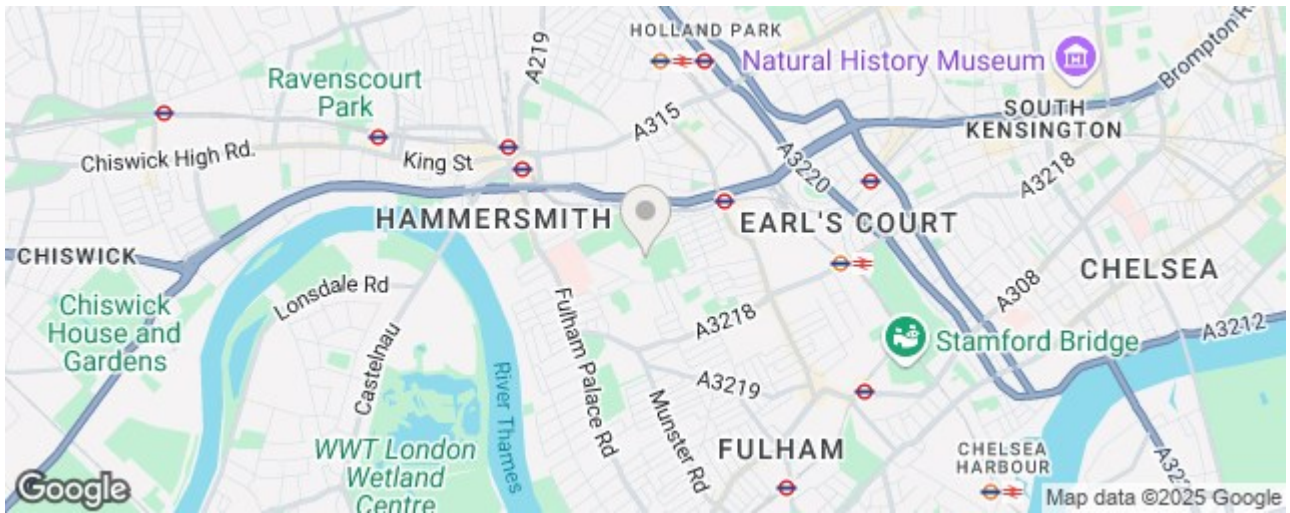 HOLLAND PARK
A219
Natural History Museum
Brompton Rd
Ravenscourt
Park
A315
SOUTH
KENSINGTON
Chiswick High Rd.
King St
A3220
A3218
HAMMERSMITH
EARL'S COURT
CHISWICK
CHELSEA
Lonsdale Rd
A308
Chiswick
House and
Gardens
Fulham Palace Rd
A3218
A3212
Stamford Bridge
Castelnau
River Thames
A3219
Munster Rd
WWT London
Wetland
Centre
FULHAM
CHELSEA
HARBOUR
Google
Map data ©2025 Google